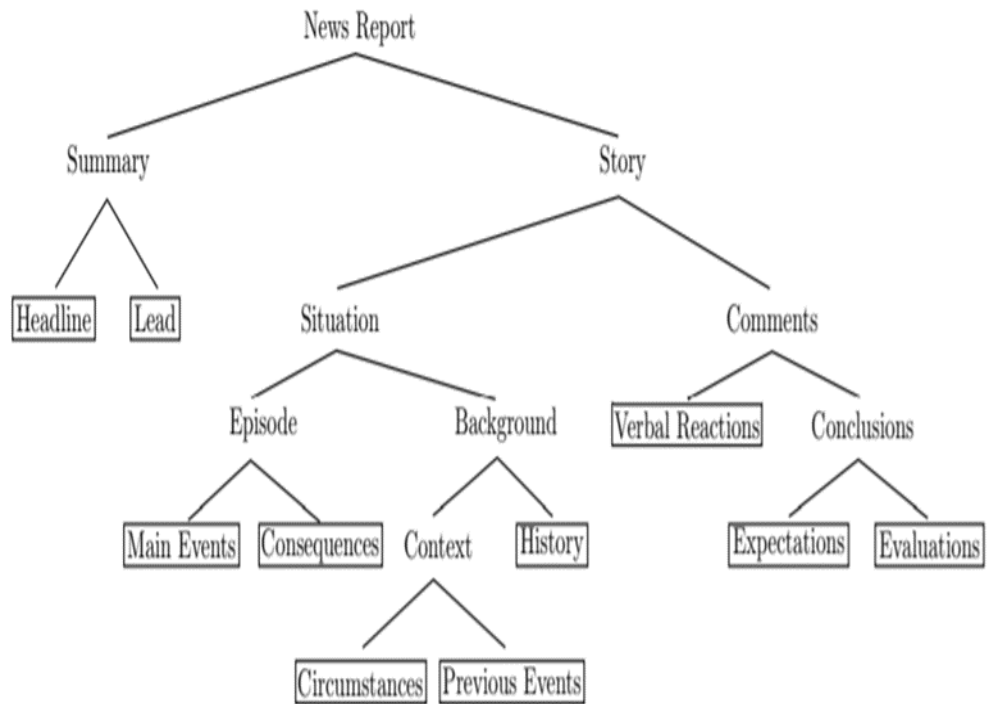 News Report
Summary
Story
Headline
Lead
Situation
Comments
Episode
Background
Verbal Reactions
Conclusions
Main Events
Consequences
Context
History
Expectations
Evaluations
Circumstances
Previous Events